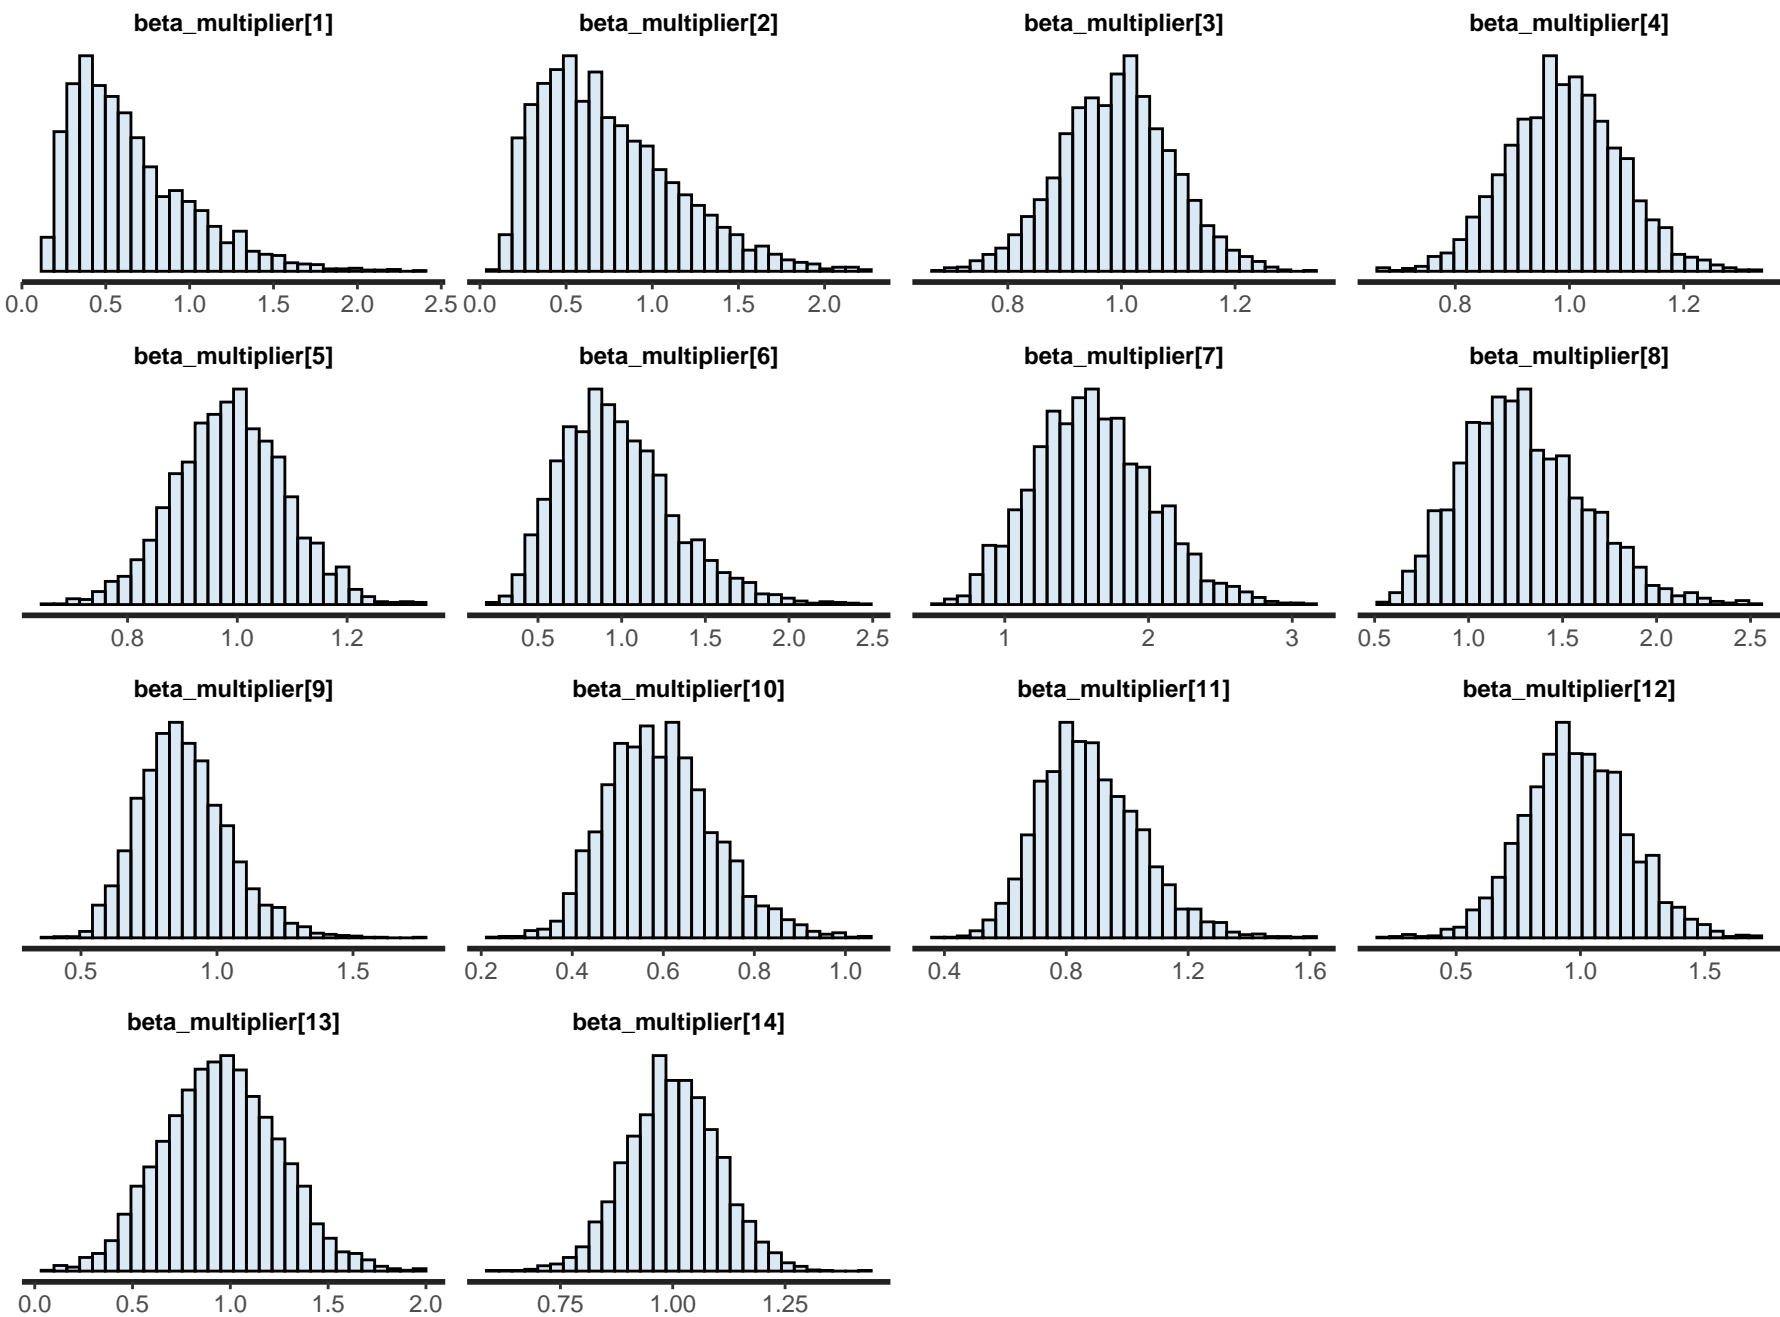 beta_multiplier[1] beta_multiplier[2] beta_multiplier[3] beta_multiplier[4]
0.0 0.5 1.0 1.5 2.0 2.5 0.0 0.5 1.0 1.5 2.0 0.8 1.0 1.2 0.8 1.0 1.2
beta_multiplier[5] beta_multiplier[6] beta_multiplier[7] beta_multiplier[8]
0.8 1.0 1.2 0.5 1.0 1.5 2.0 2.5 1 2 3 0.5 1.0 1.5 2.0 2.5
beta_multiplier[9] beta_multiplier[10] beta_multiplier[11] beta_multiplier[12]
0.5 1.0 1.5 0.2 0.4 0.6 0.8 1.0 0.4 0.8 1.2 1.6 0.5 1.0 1.5
beta_multiplier[13] beta_multiplier[14]
0.0 0.5 1.0 1.5 2.0 0.75 1.00 1.25